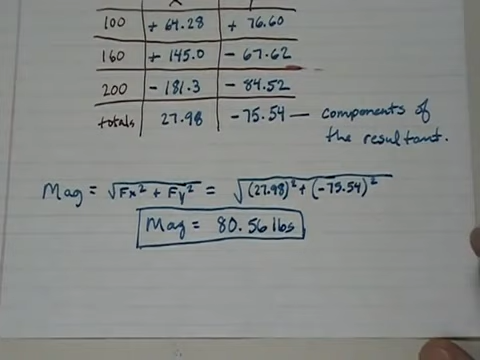 100 + 64.28 + 76.60
160 + 145.0 - 67.62
200 - 181.3 - 84.52
totals 27.98 -75.54 — components of
the resultant.
Mag = √Fx² + Fy² = √(27.98)² + (-75.54)²
Mag = 80.56 lbs